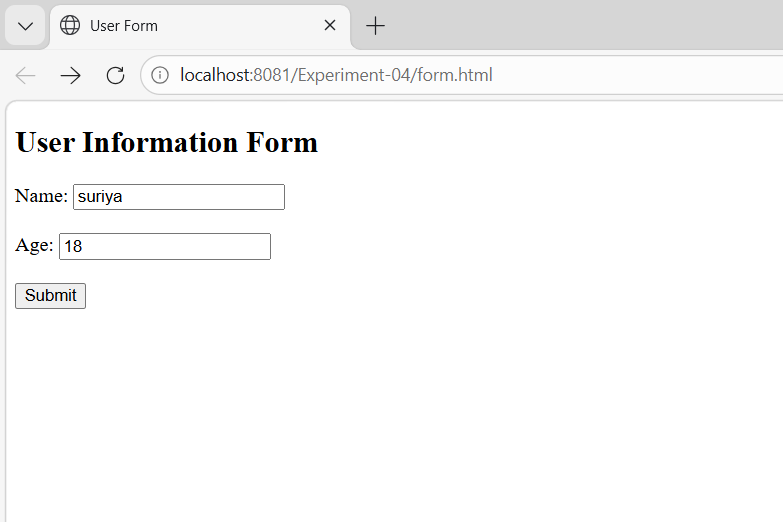 User Form
localhost:8081/Experiment-04/form.html
User Information Form
Name: suriya
Age: 18
Submit